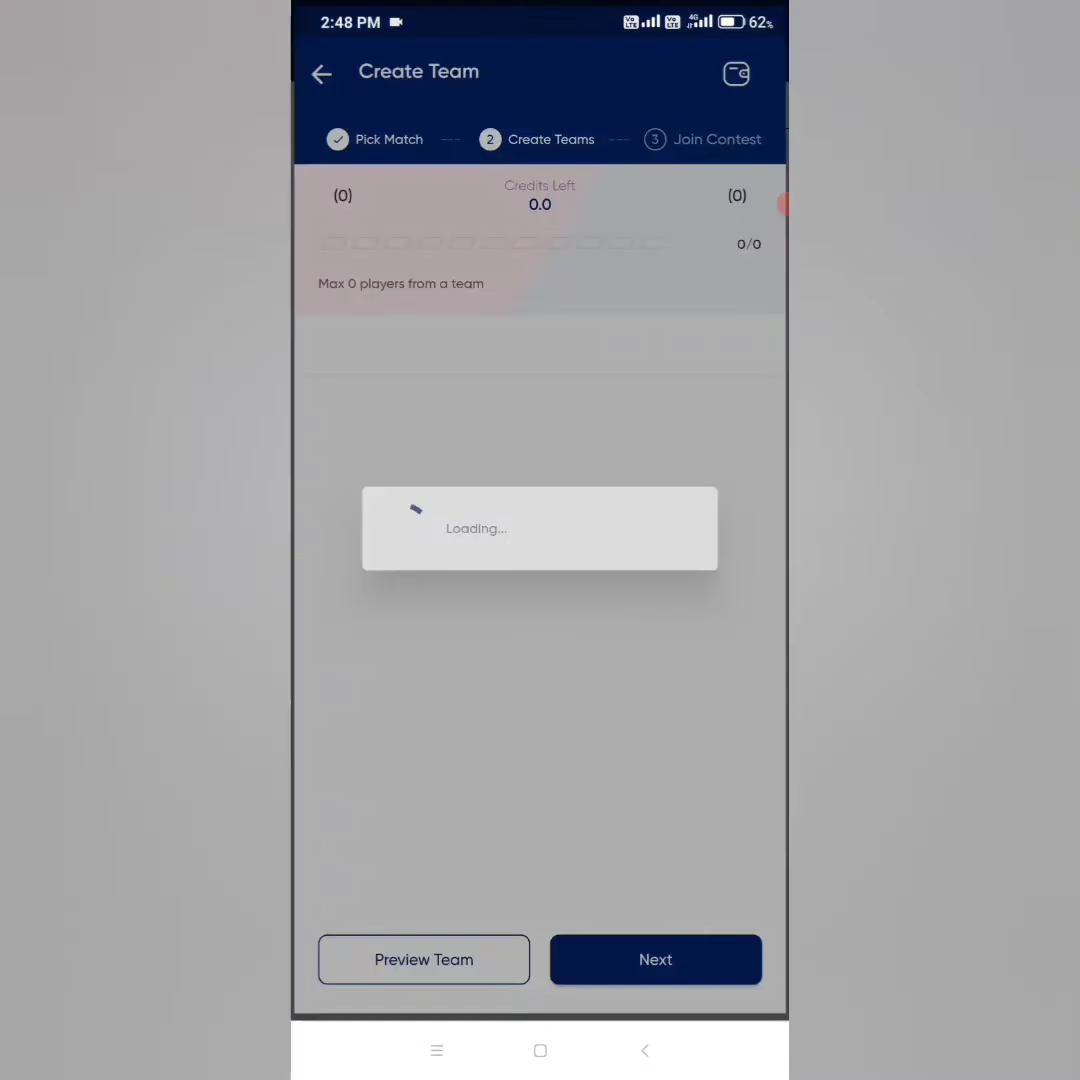 2:48 PM 62%
Create Team
Pick Match 2 Create Teams 3 Join Contest
(0) Credits Left (0)
0.0
0/0
Max 0 players from a team
Loading...
Preview Team Next